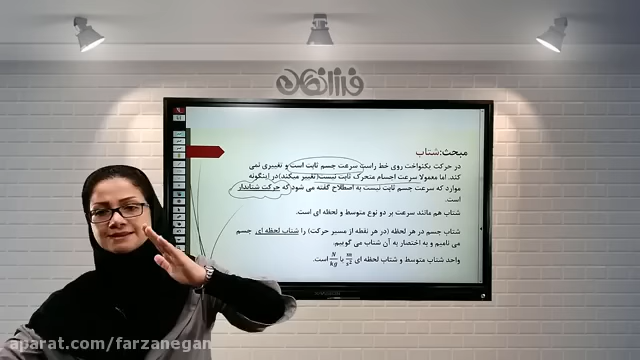 فرزانگان
مبحث:شتاب
در حرکت یکنواخت روی خط راست سرعت جسم ثابت است و تغییری نمی
کند. اما معمولا سرعت اجسام متحرک ثابت نیست(تغییر میکند)در اینگونه
موارد که سرعت جسم ثابت نیست به اصطلاح گفته می شود که حرکت شتابدار
است.
شتاب هم مانند سرعت بر دو نوع متوسط و لحظه ای است.
شتاب جسم در هر لحظه (در هر نقطه از مسیر حرکت) را شتاب لحظه ای جسم
می نامیم و به اختصار به آن شتاب می گوییم.
واحد شتاب متوسط و شتاب لحظه ای m/s² یا N/kg است.
aparat.com/farzanegan